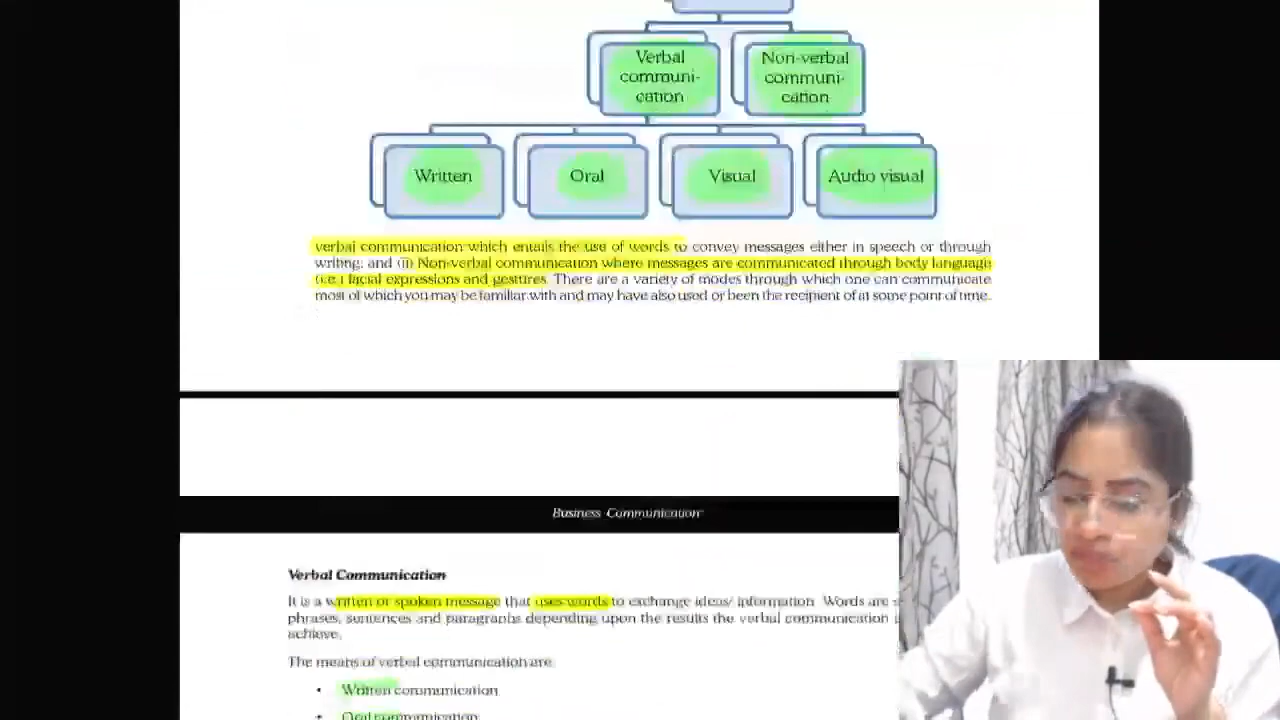 Verbal
communi-
cation
Non-verbal
communi-
cation
Written
Oral
Visual
Audio visual
verbal communication which entails the use of words to convey messages either in speech or through
writing; and (ii) Non-verbal communication where messages are communicated through body language
facial expressions and gestures. There are a variety of modes through which one can communicate
most of which you may be familiar with and may have also used or been the recipient of at some point of time.
Business Communication
Verbal Communication
It is a written or spoken message that uses words to exchange ideas/ information. Words are
phrases, sentences and paragraphs depending upon the results the verbal communication
achieve.
The means of verbal communication are
• Written communication
• Oral communication